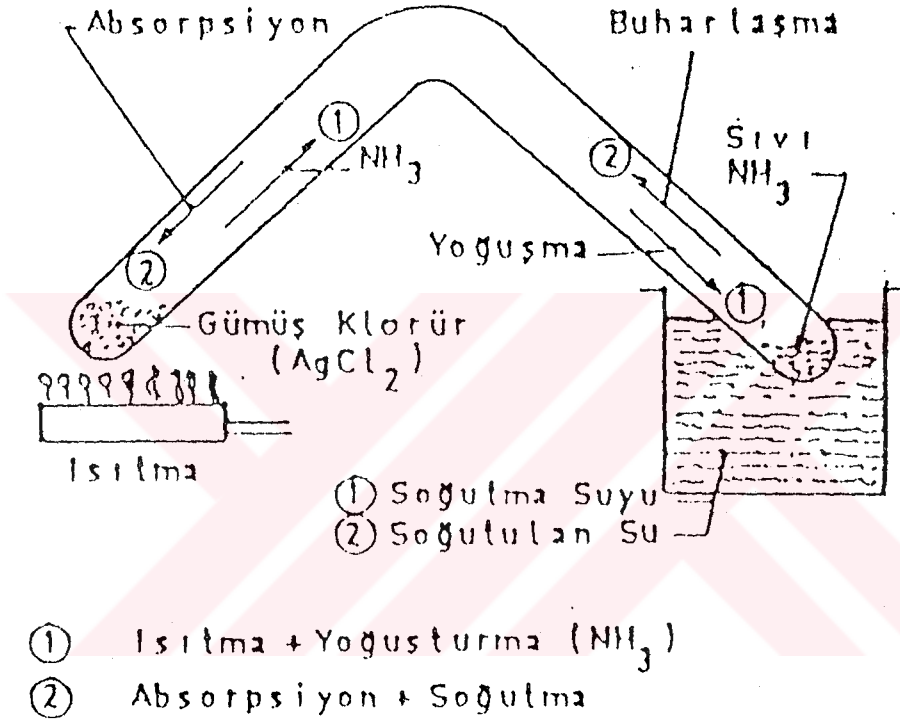 Absorpsiyon
Buharlaşma
①
NH₃
②
Sıvı
NH₃
②
Yoğuşma
①
Gümüş Klorür
(AgCl₂)
Isıtma
① Soğutma Suyu
② Soğutulan Su
① Isıtma + Yoğuşturma (NH₃)
② Absorpsiyon + Soğutma